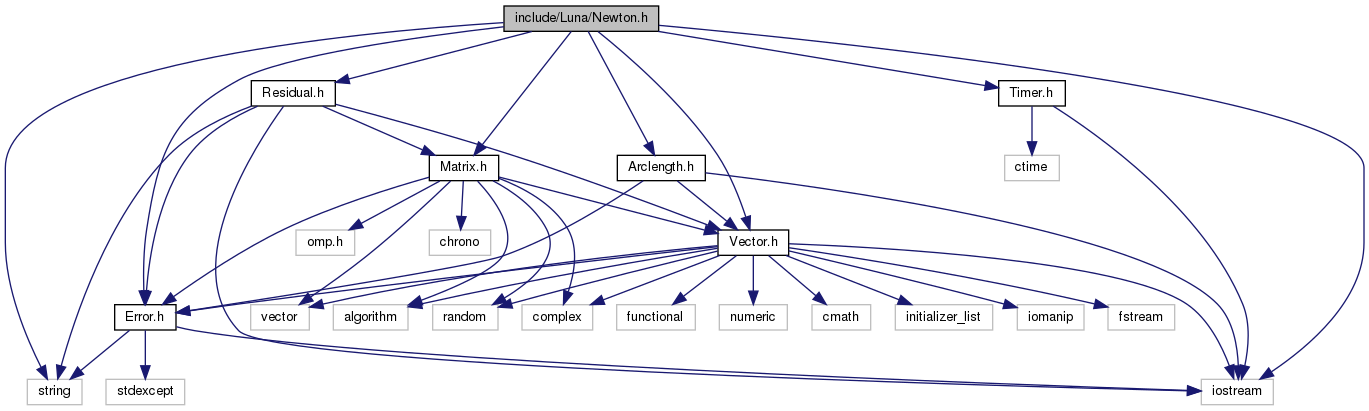 include/Luna/Newton.h
Residual.h
Timer.h
Matrix.h
Arclength.h
ctime
omp.h
chrono
Vector.h
Error.h
vector
algorithm
random
complex
functional
numeric
cmath
initializer_list
iomanip
fstream
string
stdexcept
iostream